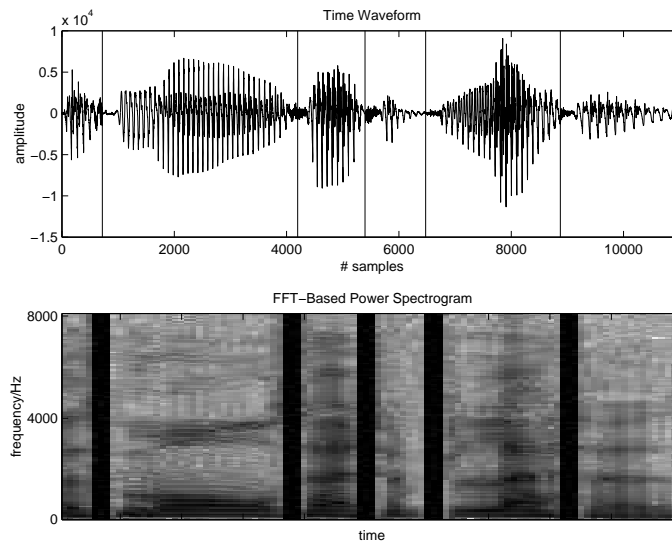 Time Waveform
x 10^4
1
0.5
0
−0.5
−1
−1.5
amplitude
0 2000 4000 6000 8000 10000
# samples
FFT−Based Power Spectrogram
8000
4000
0
frequency/Hz
time